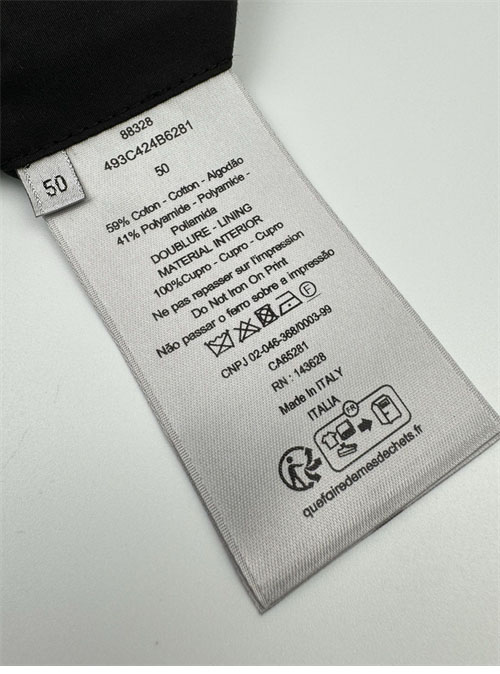 88328
493C424B6281
50
50
59% Coton - Cotton - Algodão
41% Polyamide - Polyamide -
Poliamida
DOUBLURE - LINING
MATERIAL INTERIOR
100%Cupro - Cupro - Cupro
Ne pas repasser sur l'impression
Do Not Iron On Print
Não passar o ferro sobre a impressão
F
CNPJ 02-046-368/0003-99
CA85281
RN : 143628
Made In ITALY
ITALIA
FR
quefairedemesdechets.fr